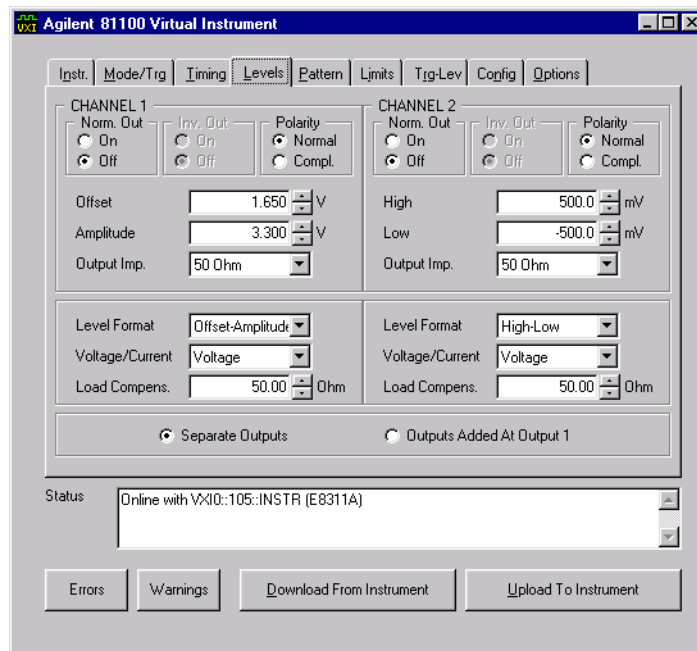 VXI Agilent 81100 Virtual Instrument
Instr. Mode/Trg Timing Levels Pattern Limits Trg-Lev Config Options
CHANNEL 1
Norm. Out
On
Off
Inv. Out
On
Off
Polarity
Normal
Compl.
Offset 1.650 V
Amplitude 3.300 V
Output Imp. 50 Ohm
CHANNEL 2
Norm. Out
On
Off
Inv. Out
On
Off
Polarity
Normal
Compl.
High 500.0 mV
Low -500.0 mV
Output Imp. 50 Ohm
Level Format Offset-Amplitude
Voltage/Current Voltage
Load Compens. 50.00 Ohm
Level Format High-Low
Voltage/Current Voltage
Load Compens. 50.00 Ohm
Separate Outputs Outputs Added At Output 1
Status Online with VXI0::105::INSTR (E8311A)
Errors Warnings Download From Instrument Upload To Instrument